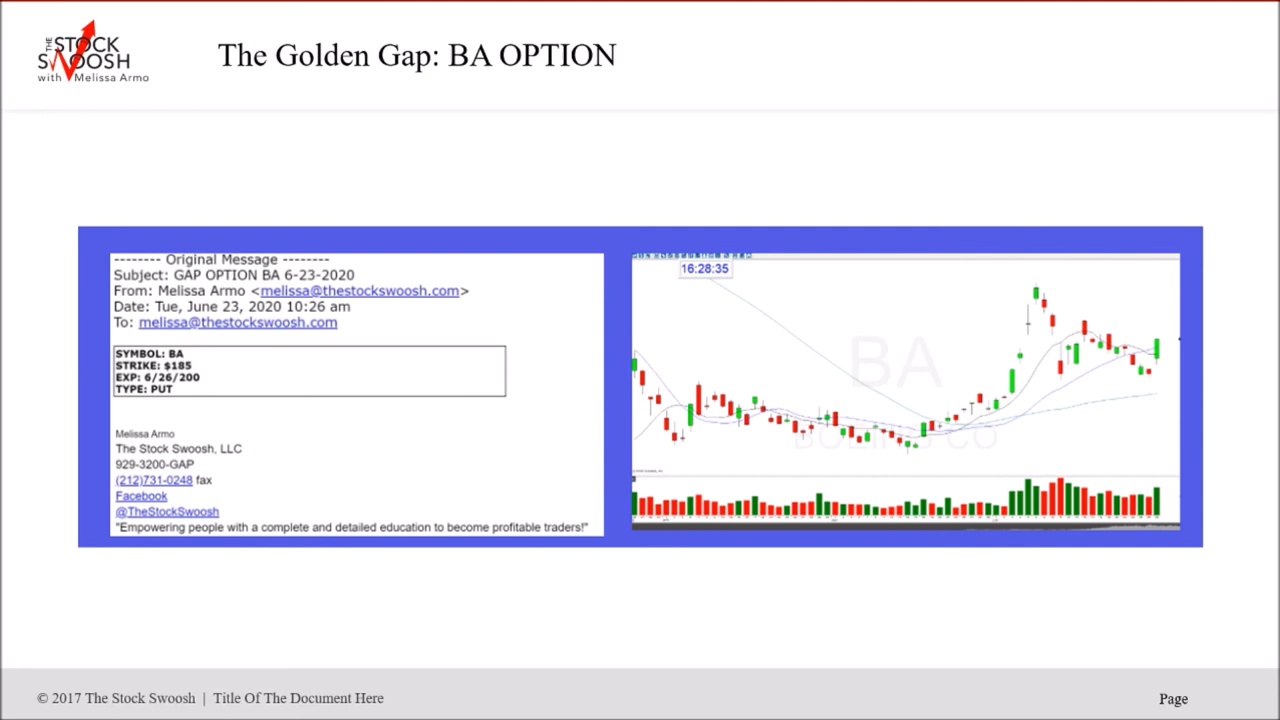 THE
STOCK
SWOOSH
with Melissa Armo
The Golden Gap: BA OPTION
-------- Original Message --------
Subject: GAP OPTION BA 6-23-2020
From: Melissa Armo <melissa@thestockswoosh.com>
Date: Tue, June 23, 2020 10:26 am
To: melissa@thestockswoosh.com
SYMBOL: BA
STRIKE: $185
EXP: 6/26/200
TYPE: PUT
Melissa Armo
The Stock Swoosh, LLC
929-3200-GAP
(212)731-0248 fax
Facebook
@TheStockSwoosh
"Empowering people with a complete and detailed education to become profitable traders!"
16:28:35
BA
BOEING CO
© 2017 The Stock Swoosh | Title Of The Document Here
Page